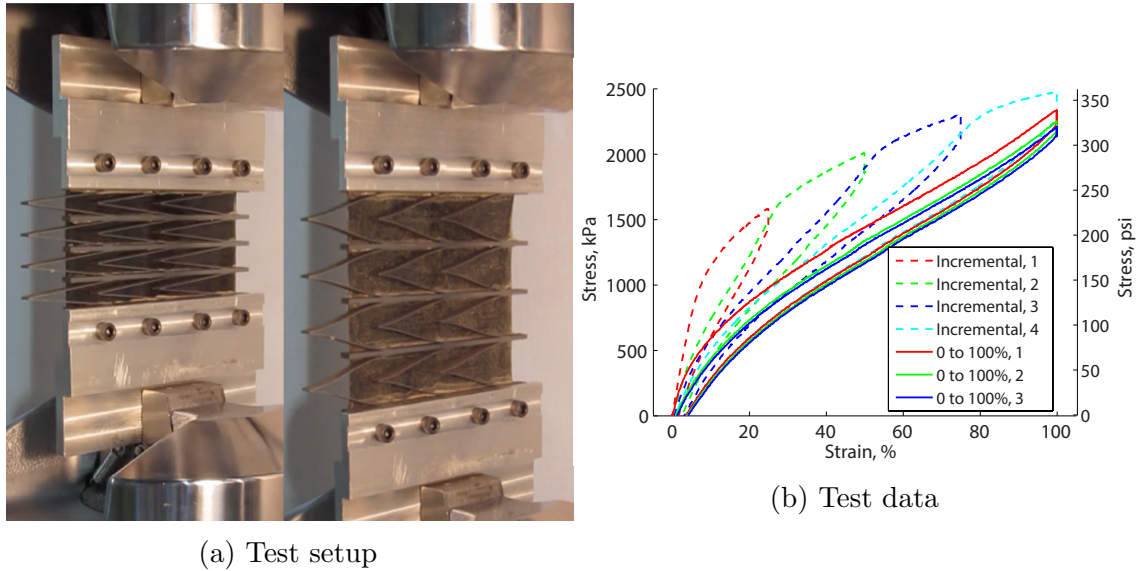 2500
2000
1500
1000
500
0
Stress, kPa
0
20
40
60
80
100
Strain, %
350
300
250
200
150
100
50
0
Stress, psi
Incremental, 1
Incremental, 2
Incremental, 3
Incremental, 4
0 to 100%, 1
0 to 100%, 2
0 to 100%, 3
(a) Test setup
(b) Test data